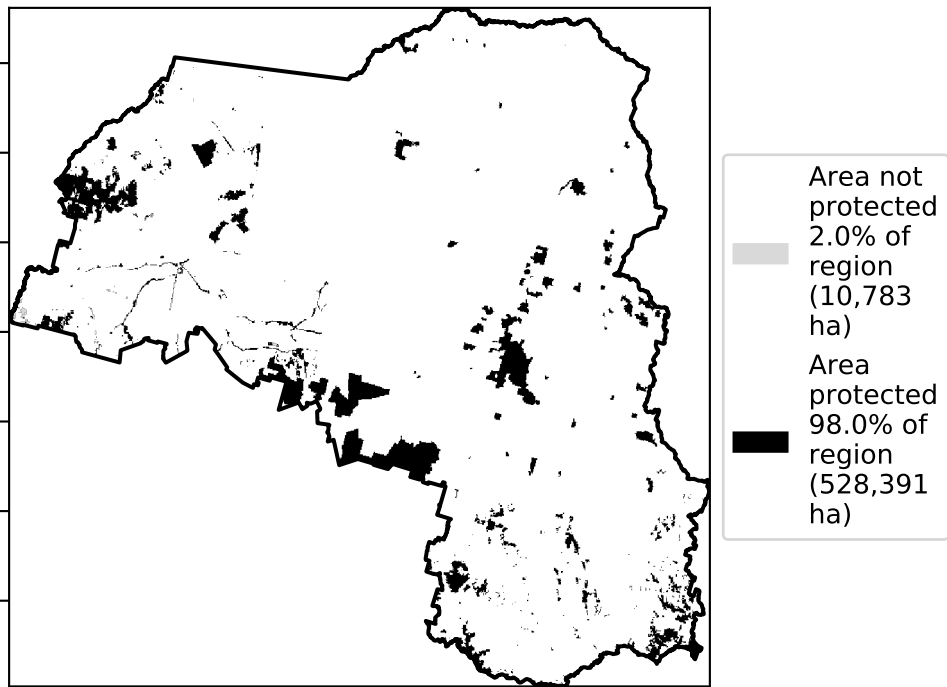 Area not
protected
2.0% of
region
(10,783
ha)
Area
protected
98.0% of
region
(528,391
ha)